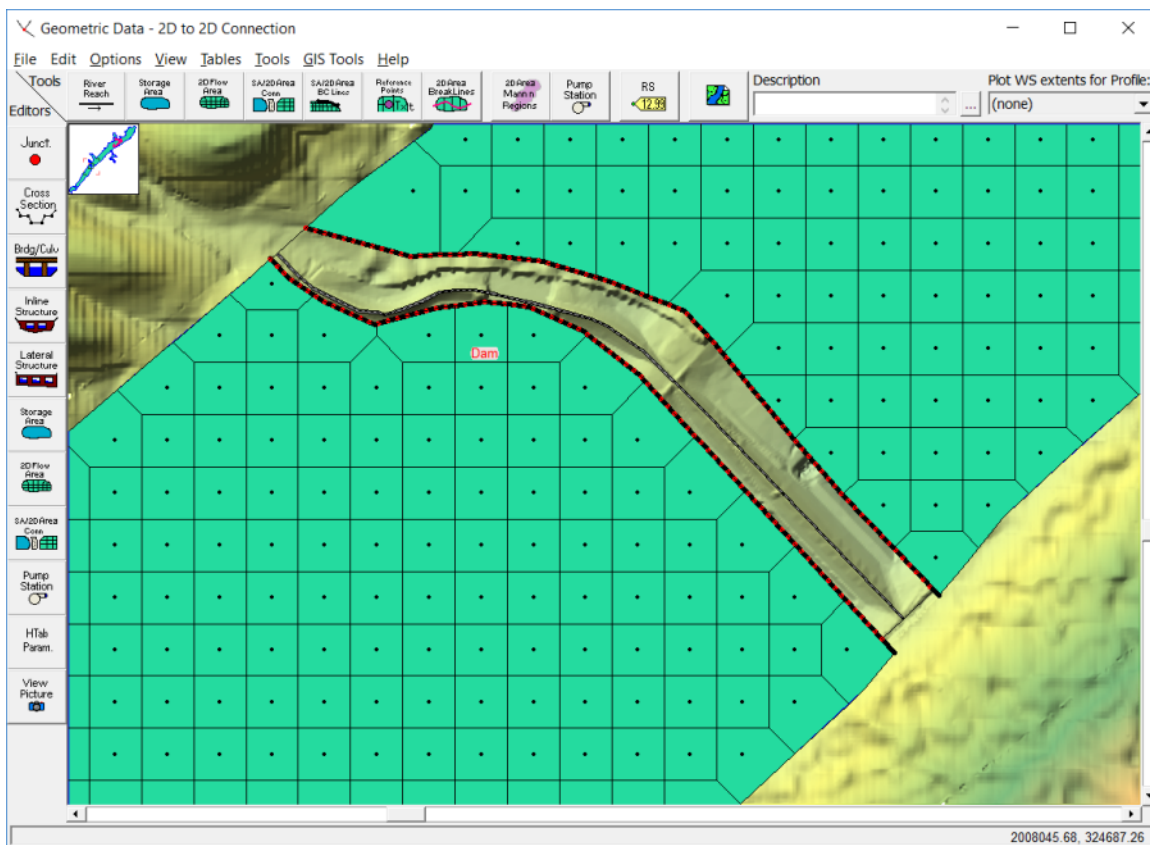 Geometric Data - 2D to 2D Connection
File Edit Options View Tables Tools GIS Tools Help
Tools
Editors
River
Reach
Storage
Area
2D Flow
Area
SA/2D Area
Conn
SA/2D Area
BC Lines
Reference
Points
2D Area
BreakLines
2D Area
Mann n
Regions
Pump
Station
RS
Description
...
Plot WS extents for Profile:
(none)
Junct.
Cross
Section
Brdg/Culv
Inline
Structure
Lateral
Structure
Storage
Area
2D Flow
Area
SA/2D Area
Conn
Pump
Station
HTab
Param.
View
Picture
Dam
2008045.68, 324687.26